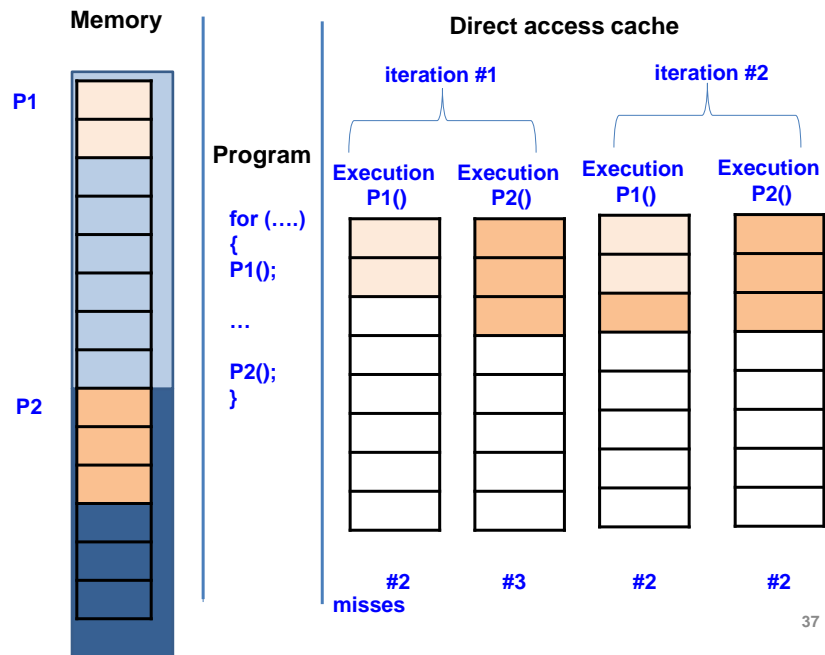 Memory
P1
P2
Program
for (....)
{
P1();
...
P2();
}
Direct access cache
iteration #1
iteration #2
Execution
P1()
Execution
P2()
Execution
P1()
Execution
P2()
#2
#3
#2
#2
misses
37